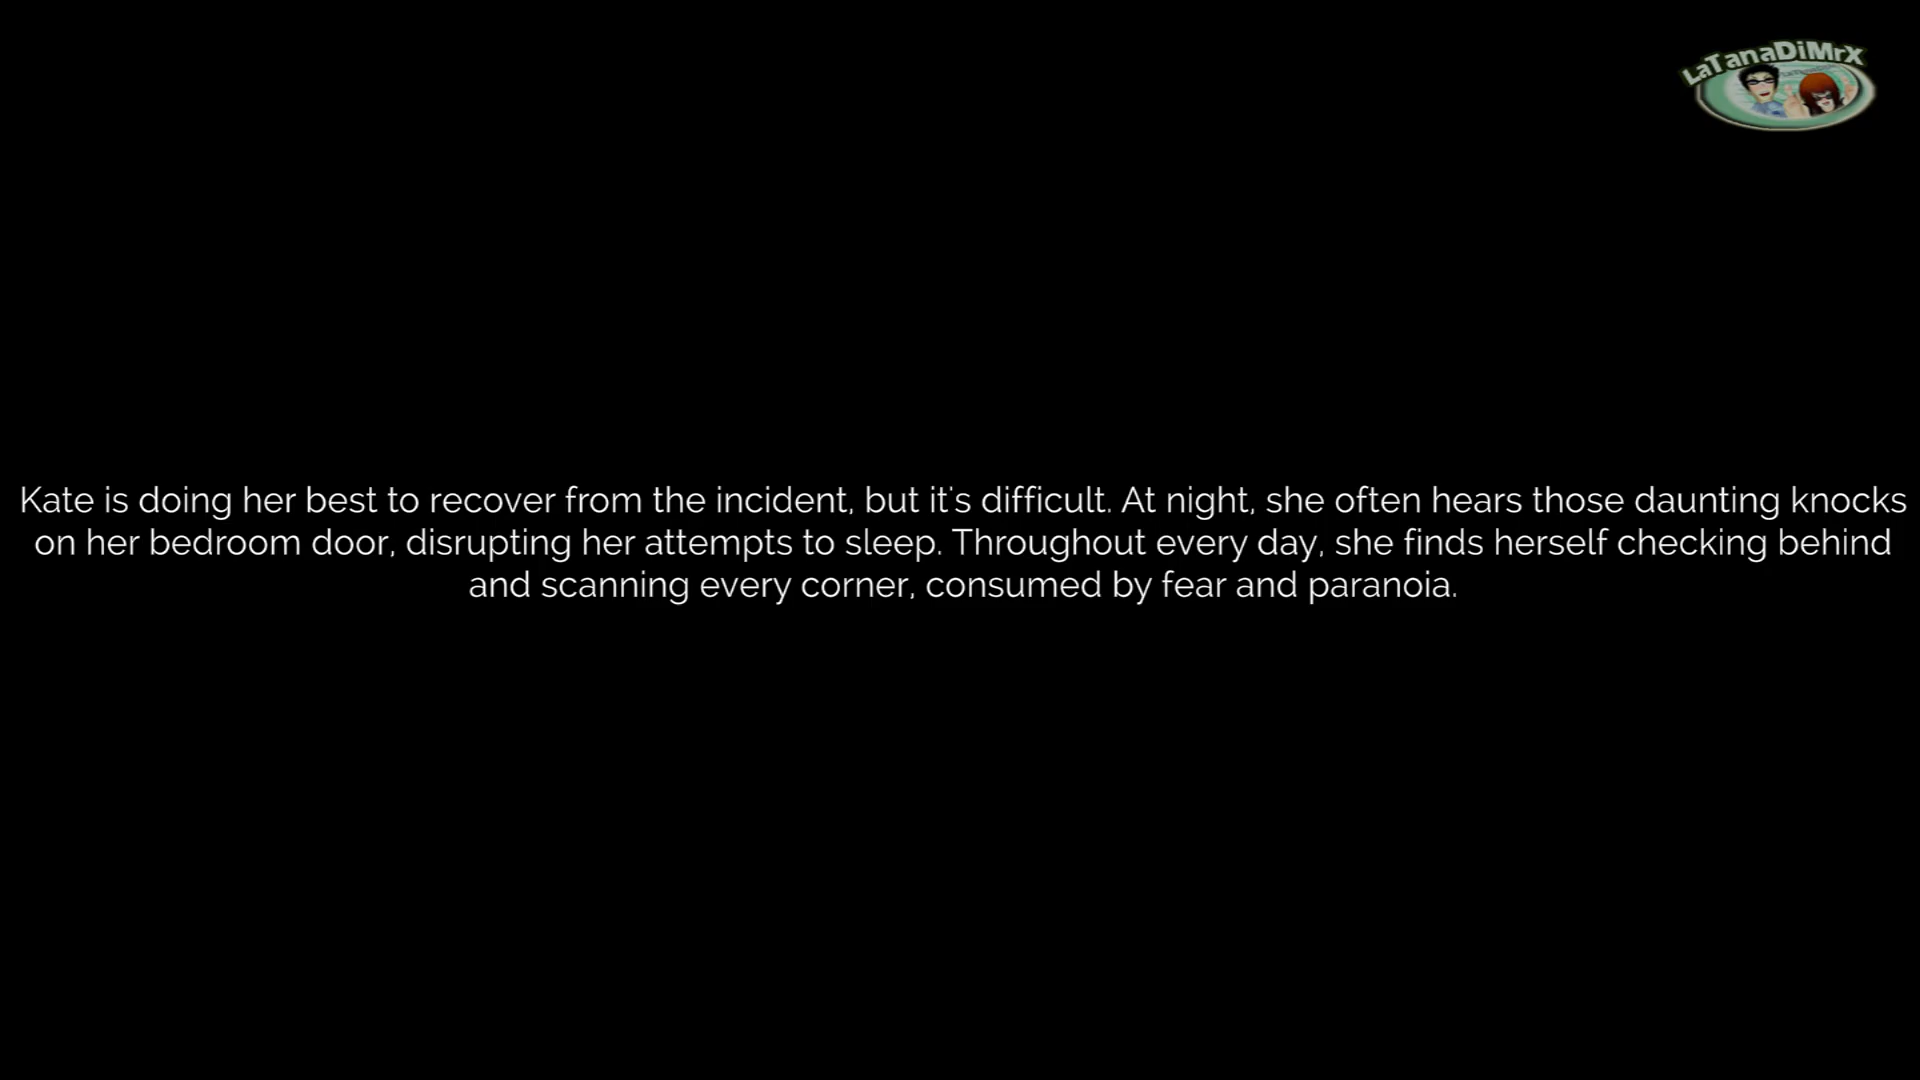 LaTanaDiMrX
Kate is doing her best to recover from the incident, but it's difficult. At night, she often hears those daunting knocks
on her bedroom door, disrupting her attempts to sleep. Throughout every day, she finds herself checking behind
and scanning every corner, consumed by fear and paranoia.